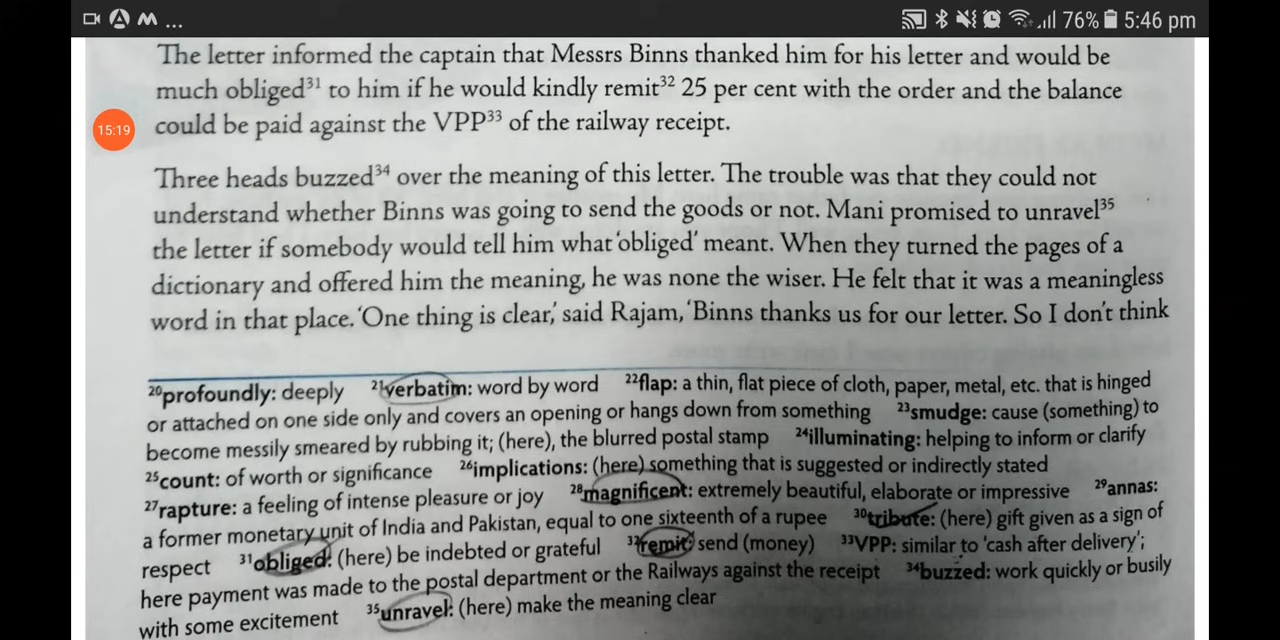 ... 76% 5:46 pm
The letter informed the captain that Messrs Binns thanked him for his letter and would be
much obliged³¹ to him if he would kindly remit³² 25 per cent with the order and the balance
15:19
could be paid against the VPP³³ of the railway receipt.
Three heads buzzed³⁴ over the meaning of this letter. The trouble was that they could not
understand whether Binns was going to send the goods or not. Mani promised to unravel³⁵
the letter if somebody would tell him what 'obliged' meant. When they turned the pages of a
dictionary and offered him the meaning, he was none the wiser. He felt that it was a meaningless
word in that place. 'One thing is clear,' said Rajam, 'Binns thanks us for our letter. So I don't think
²⁰profoundly: deeply ²¹verbatim: word by word ²²flap: a thin, flat piece of cloth, paper, metal, etc. that is hinged
or attached on one side only and covers an opening or hangs down from something ²³smudge: cause (something) to
become messily smeared by rubbing it; (here), the blurred postal stamp ²⁴illuminating: helping to inform or clarify
²⁵count: of worth or significance ²⁶implications: (here) something that is suggested or indirectly stated
²⁷rapture: a feeling of intense pleasure or joy ²⁸magnificent: extremely beautiful, elaborate or impressive ²⁹annas:
a former monetary unit of India and Pakistan, equal to one sixteenth of a rupee ³⁰tribute: (here) gift given as a sign of
respect ³¹obliged: (here) be indebted or grateful ³²remit: send (money) ³³VPP: similar to 'cash after delivery';
here payment was made to the postal department or the Railways against the receipt ³⁴buzzed: work quickly or busily
with some excitement ³⁵unravel: (here) make the meaning clear